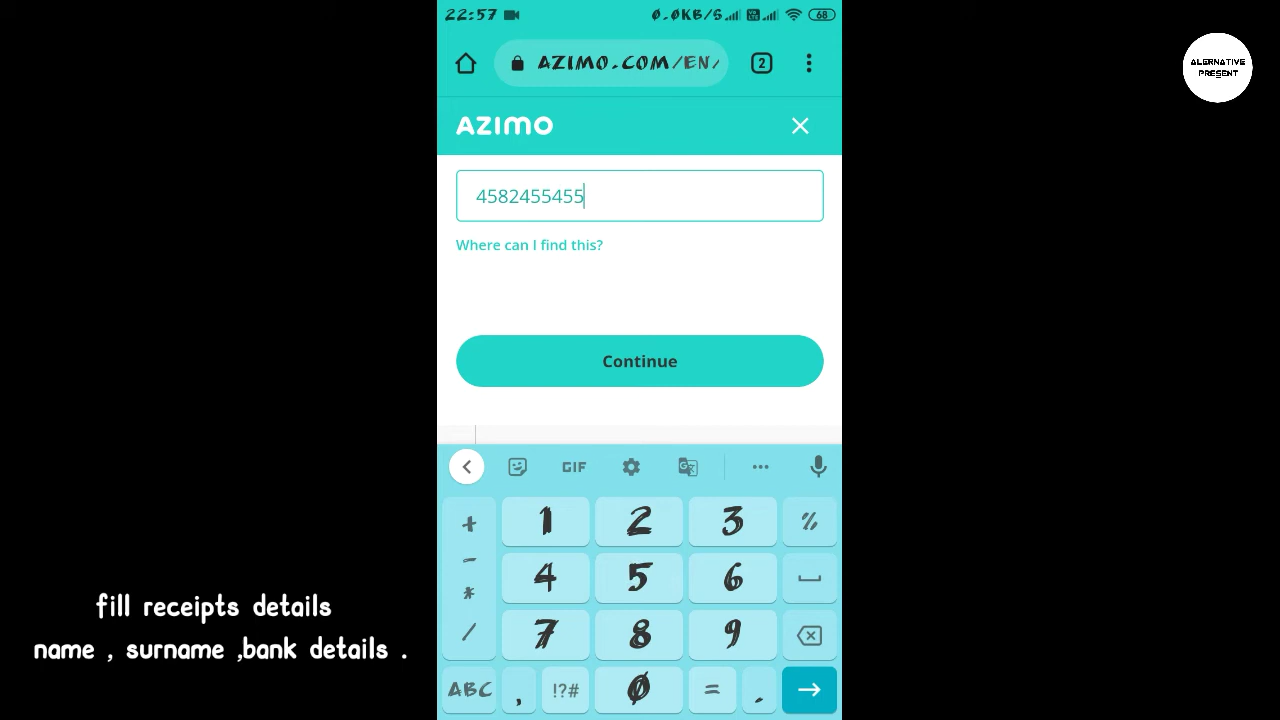 22:57 0.0KB/S 68
ALERNATIVE
PRESENT
2
AZIMO.COM/EN/
AZIMO
4582455455
Where can I find this?
Continue
GIF
+ 1 2 3 %
- 4 5 6
*
/ 7 8 9
ABC , !?# 0 = .
fill receipts details
name , surname ,bank details .